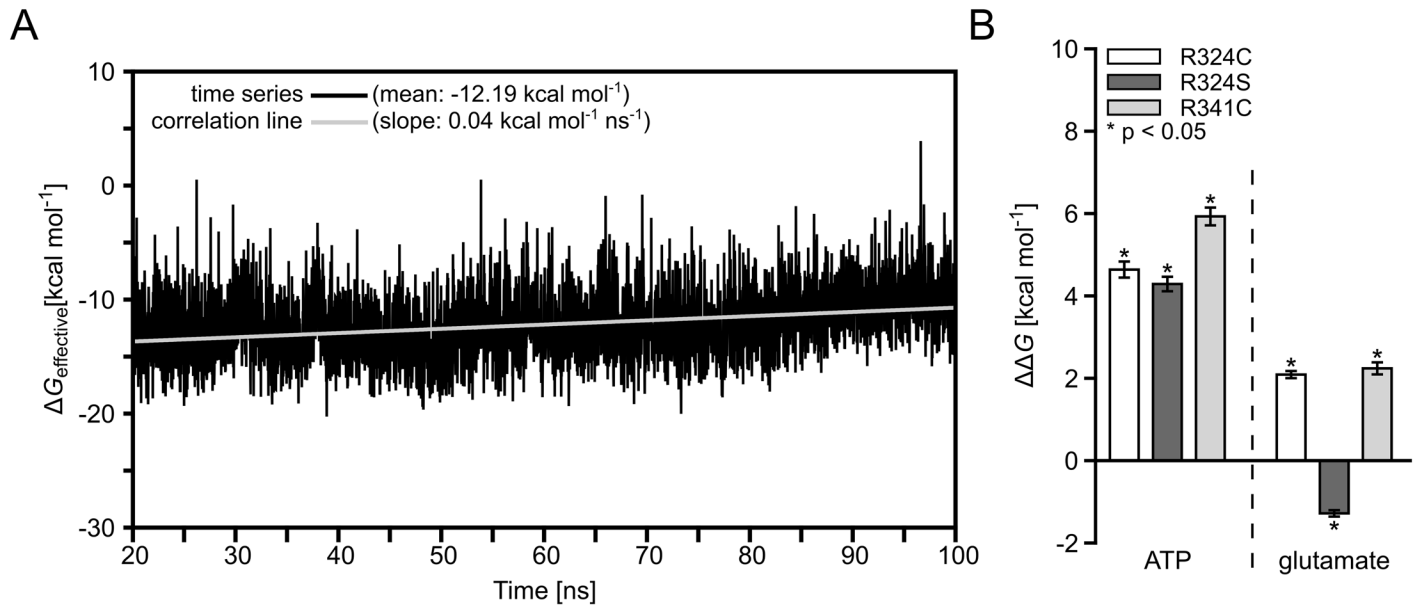 A
ΔGeffective[kcal mol⁻¹]
10
0
-10
-20
-30
time series (mean: -12.19 kcal mol⁻¹)
correlation line (slope: 0.04 kcal mol⁻¹ ns⁻¹)
20 30 40 50 60 70 80 90 100
Time [ns]
B
ΔΔG [kcal mol⁻¹]
10
8
6
4
2
0
-2
R324C
R324S
R341C
* p < 0.05
* * *
* * *
ATP glutamate